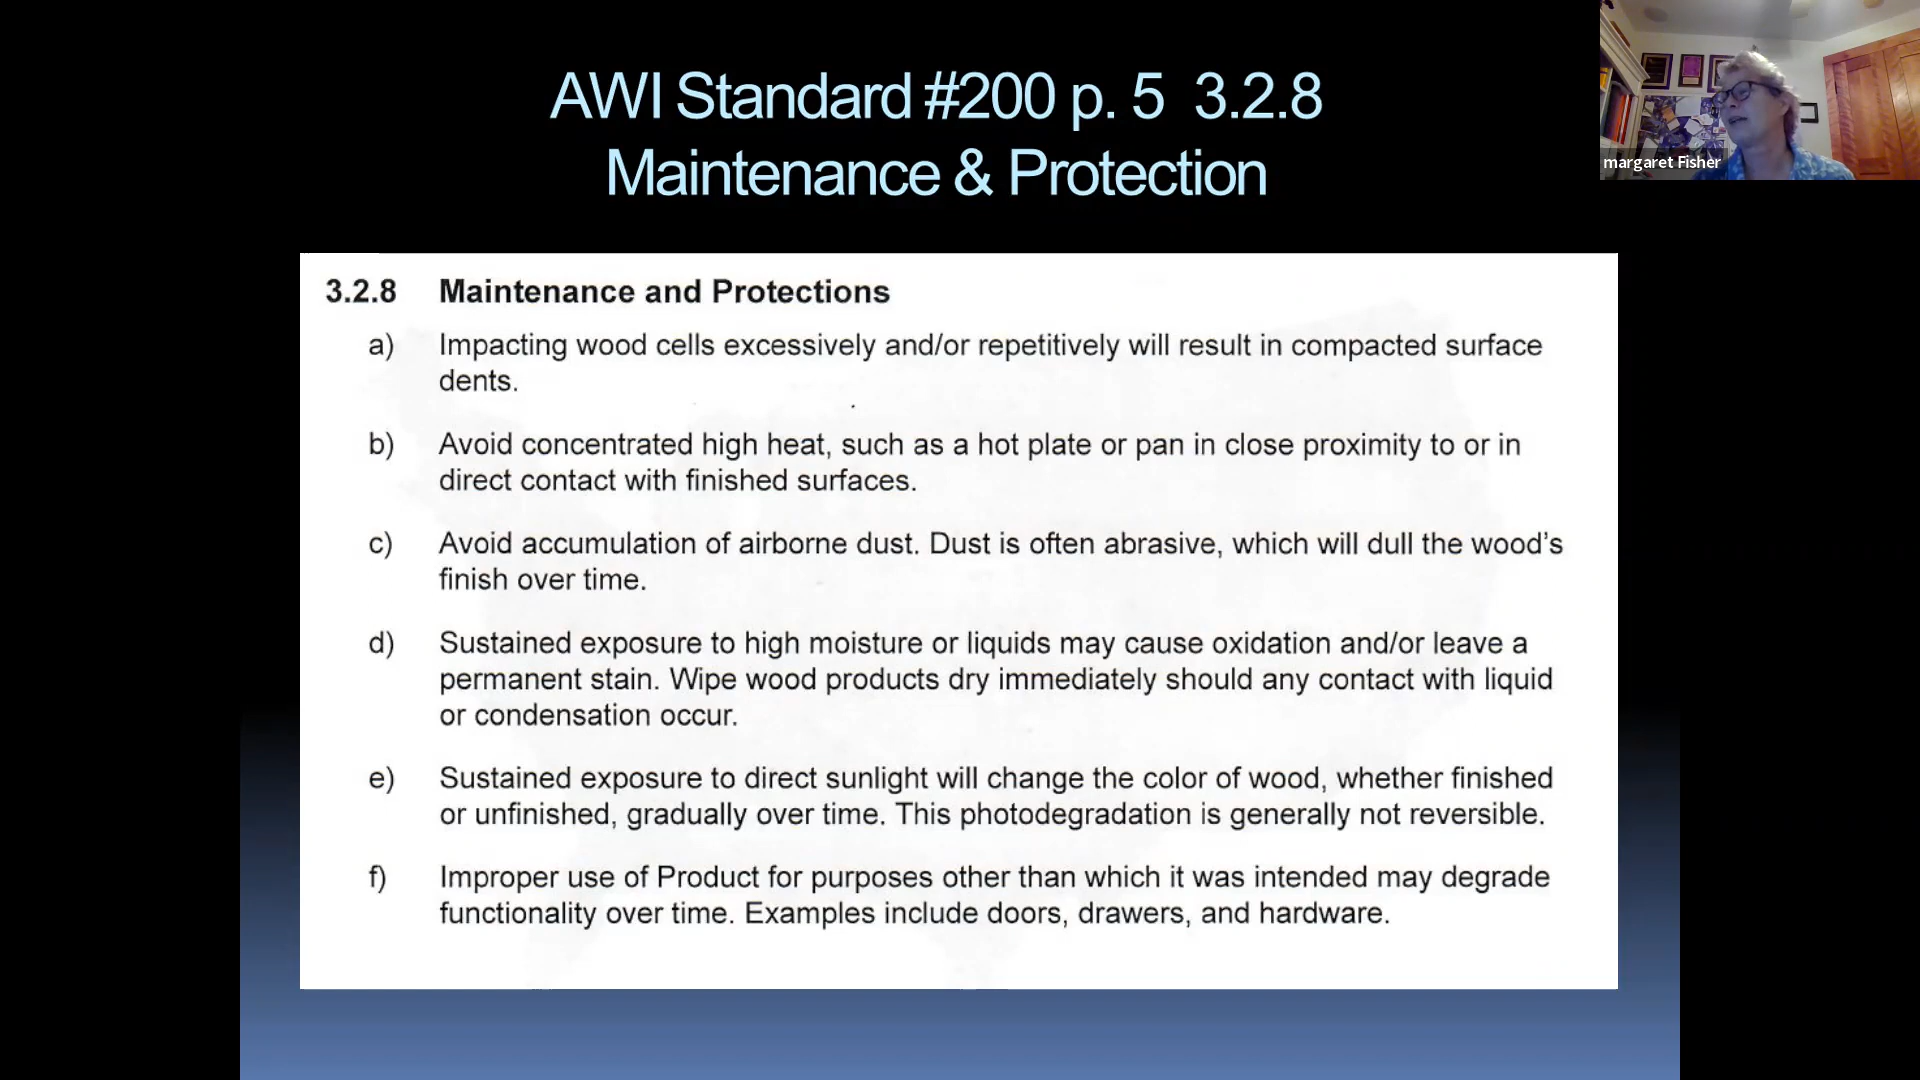 AWI Standard #200 p. 5 3.2.8
Maintenance & Protection
margaret Fisher
3.2.8 Maintenance and Protections
a) Impacting wood cells excessively and/or repetitively will result in compacted surface
dents.
b) Avoid concentrated high heat, such as a hot plate or pan in close proximity to or in
direct contact with finished surfaces.
c) Avoid accumulation of airborne dust. Dust is often abrasive, which will dull the wood’s
finish over time.
d) Sustained exposure to high moisture or liquids may cause oxidation and/or leave a
permanent stain. Wipe wood products dry immediately should any contact with liquid
or condensation occur.
e) Sustained exposure to direct sunlight will change the color of wood, whether finished
or unfinished, gradually over time. This photodegradation is generally not reversible.
f) Improper use of Product for purposes other than which it was intended may degrade
functionality over time. Examples include doors, drawers, and hardware.